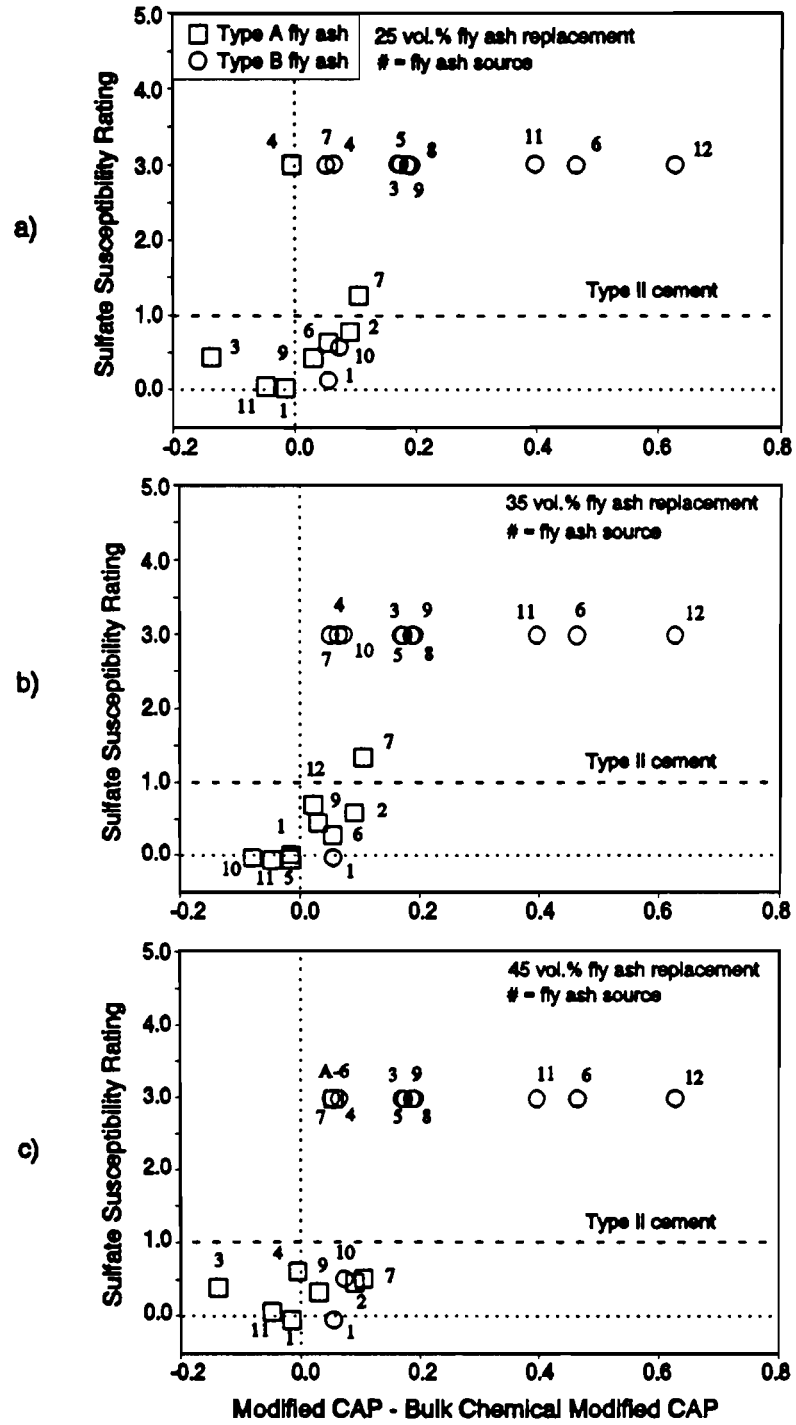 a)
Sulfate Susceptibility Rating
5.0
4.0
3.0
2.0
1.0
0.0
Type A fly ash
Type B fly ash
25 vol.% fly ash replacement
# = fly ash source
4 7 4 5 8 11 6 12
3 9
7
Type II cement
6 2
3 9 10
1
11 1
-0.2 0.0 0.2 0.4 0.6 0.8
b)
Sulfate Susceptibility Rating
5.0
4.0
3.0
2.0
1.0
0.0
35 vol.% fly ash replacement
# = fly ash source
4 3 9 11 6 12
7 10 5 8
7
12 Type II cement
9 2
1 6
10 11 5 1
-0.2 0.0 0.2 0.4 0.6 0.8
c)
Sulfate Susceptibility Rating
5.0
4.0
3.0
2.0
1.0
0.0
45 vol.% fly ash replacement
# = fly ash source
A-6 3 9 11 6 12
7 4 5 8
Type II cement
3 4 9 10 7
2
11 1 1
-0.2 0.0 0.2 0.4 0.6 0.8
Modified CAP - Bulk Chemical Modified CAP